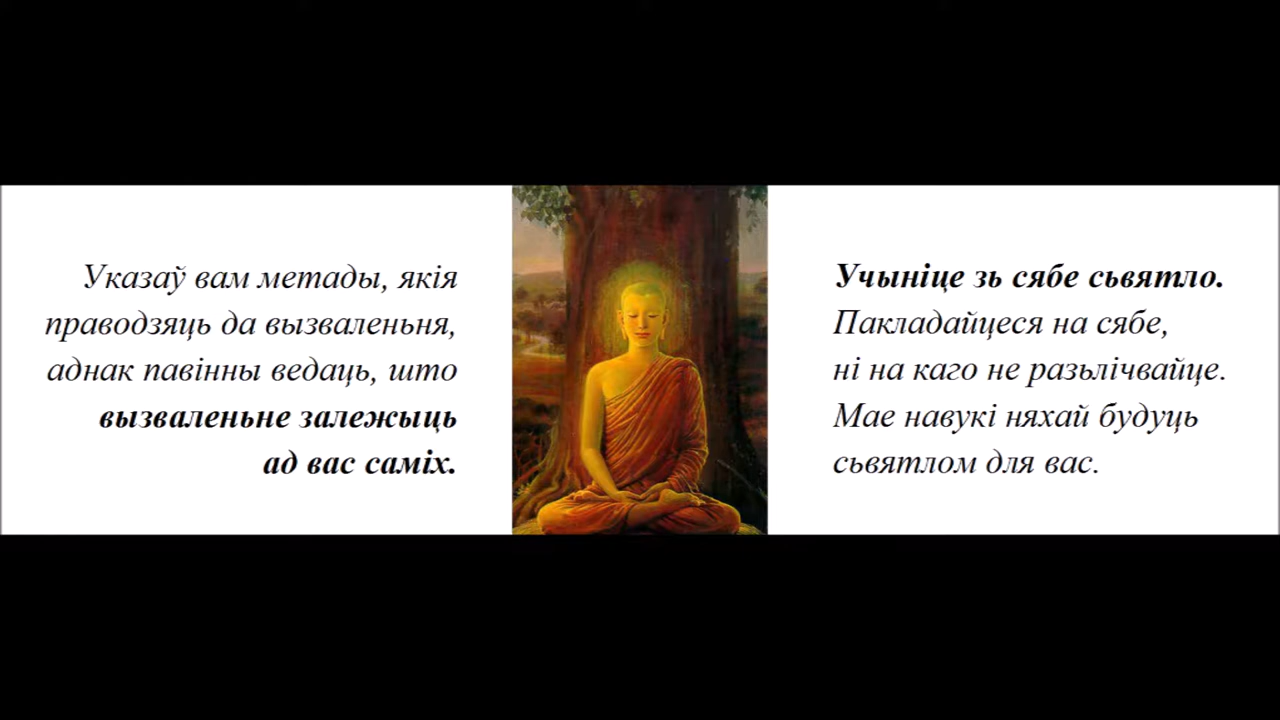 Указаў вам метады, якія
праводзяць да вызваленьня,
аднак павінны ведаць, што
вызваленьне залежыць
ад вас саміх.
Учыніце зь сябе сьвятло.
Пакладайцеся на сябе,
ні на каго не разьлічвайце.
Мае навукі няхай будуць
сьвятлом для вас.